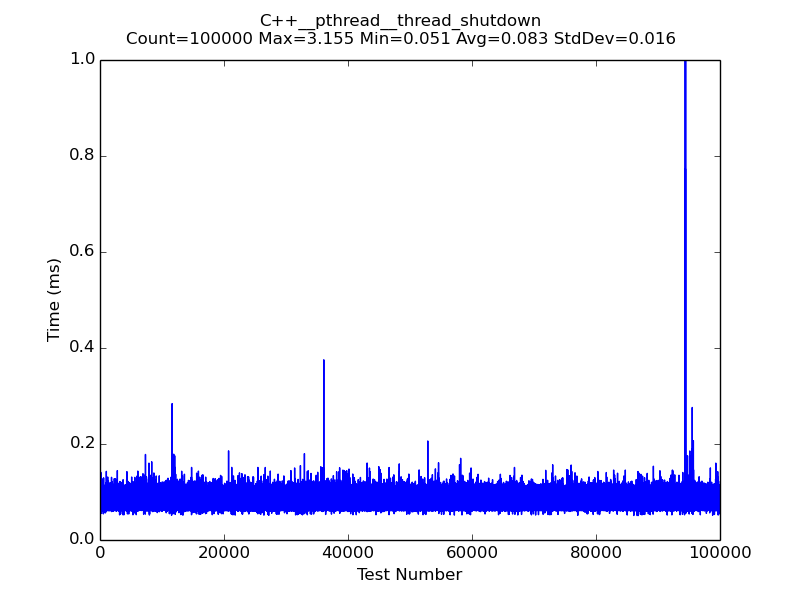 C++__pthread__thread_shutdown
Count=100000 Max=3.155 Min=0.051 Avg=0.083 StdDev=0.016
1.0
0.8
0.6
0.4
0.2
0.0
Time (ms)
0 20000 40000 60000 80000 100000
Test Number